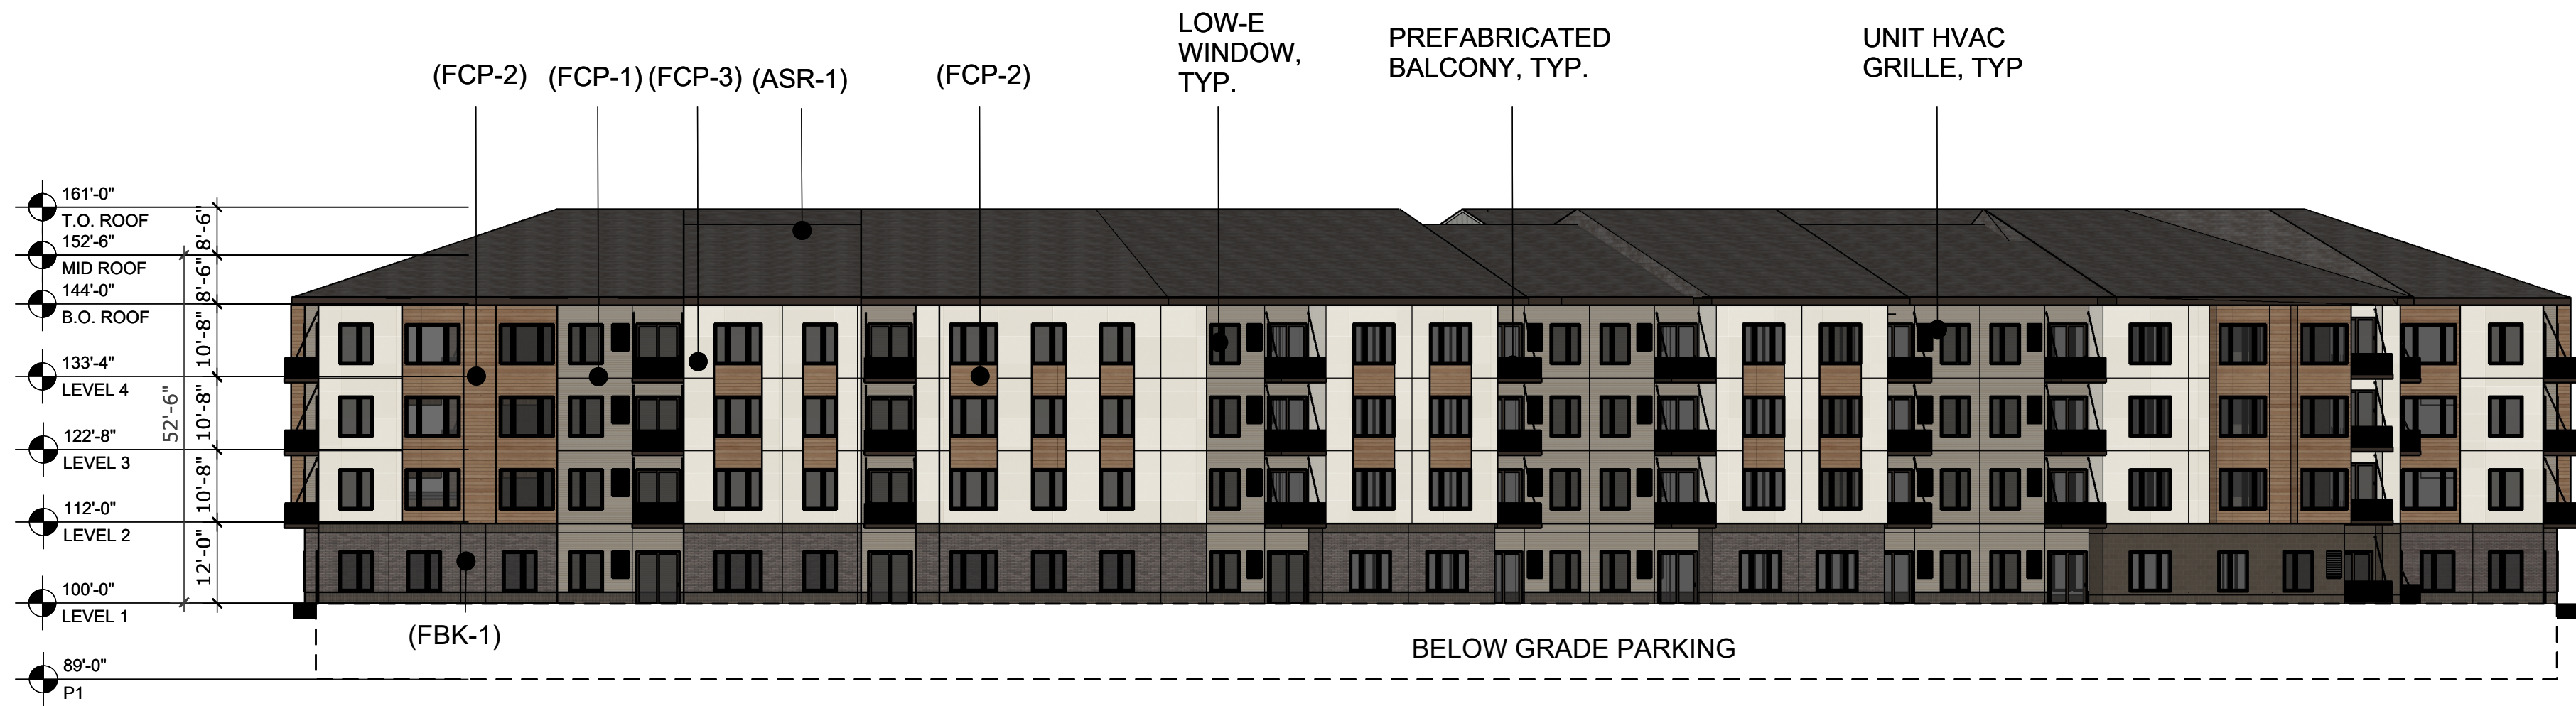 LOW-E
WINDOW,
TYP.
PREFABRICATED
BALCONY, TYP.
UNIT HVAC
GRILLE, TYP
(FCP-2) (FCP-1) (FCP-3) (ASR-1) (FCP-2)
161'-0"
T.O. ROOF
152'-6"
MID ROOF
144'-0"
B.O. ROOF
133'-4"
LEVEL 4
122'-8"
LEVEL 3
112'-0"
LEVEL 2
100'-0"
LEVEL 1
89'-0"
P1
8'-6"
8'-6"
10'-8"
10'-8"
10'-8"
12'-0"
52'-6"
(FBK-1)
BELOW GRADE PARKING